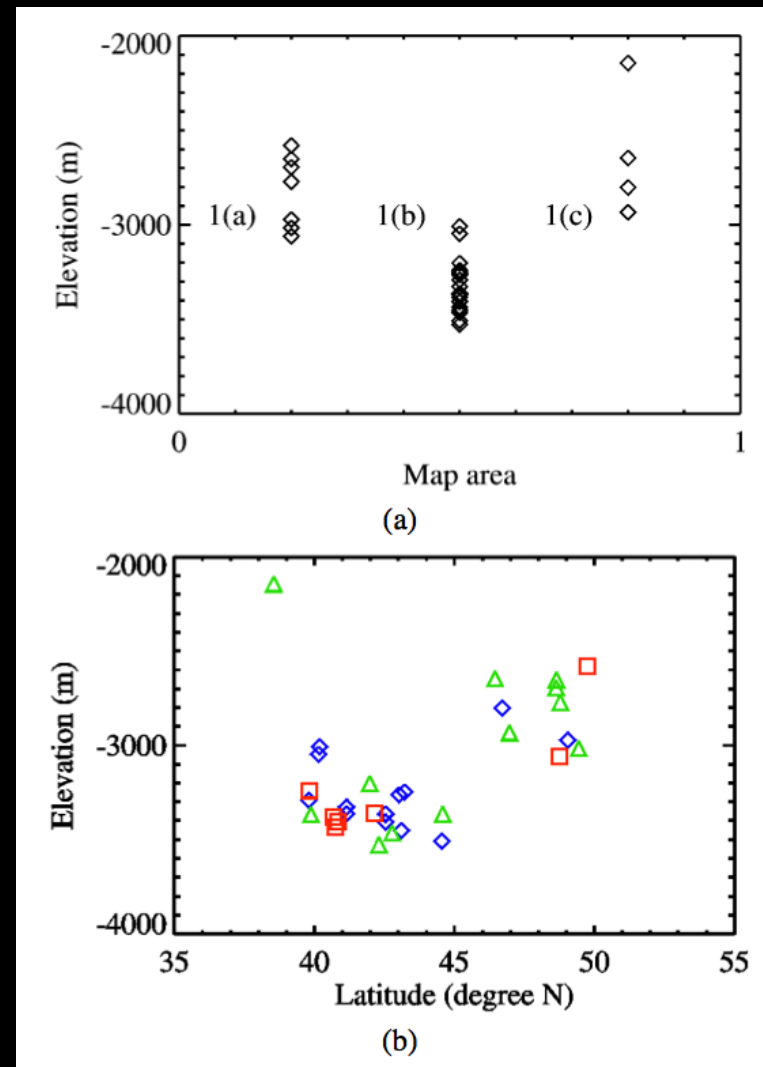 -2000
Elevation (m)
1(a) 1(b) 1(c)
-3000
-4000
0 1
Map area
(a)
-2000
Elevation (m)
-3000
-4000
35 40 45 50 55
Latitude (degree N)
(b)